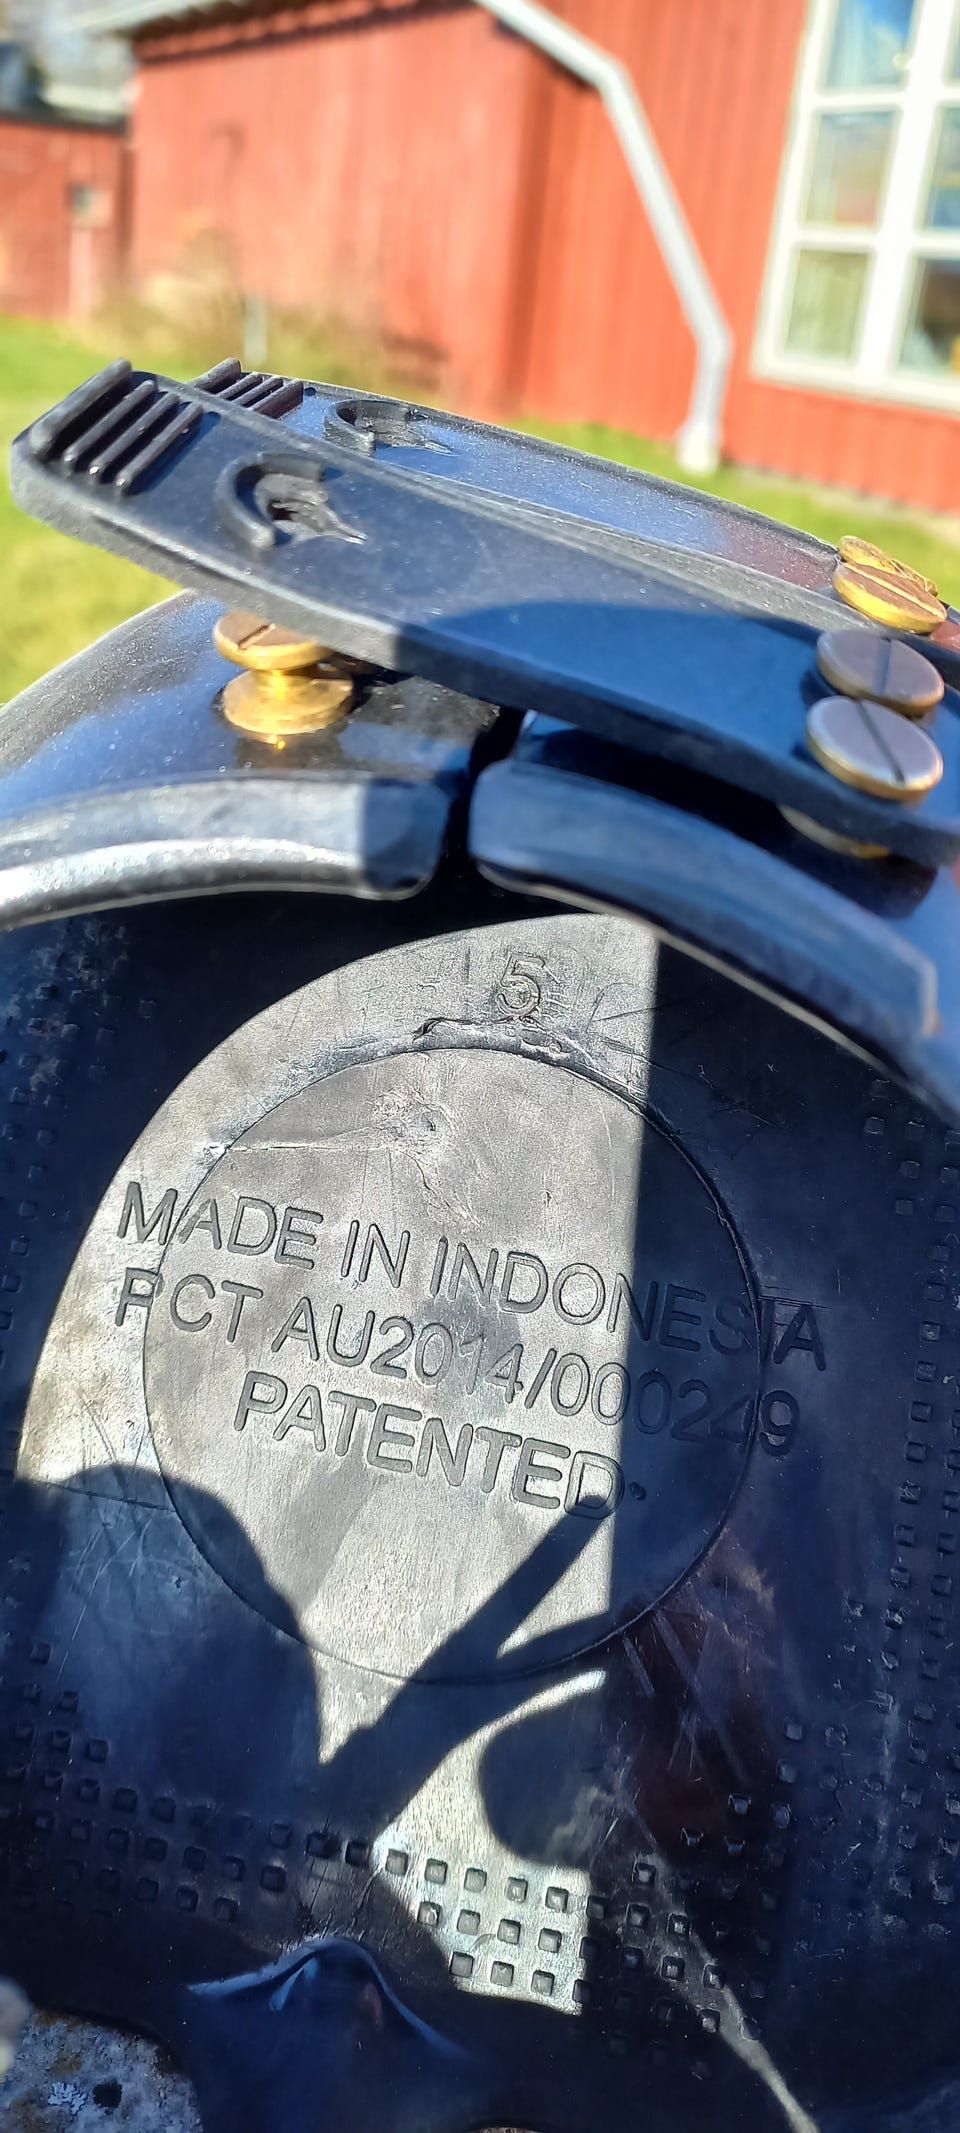 5
MADE IN INDONESIA
PCT AU2014/000249
PATENTED